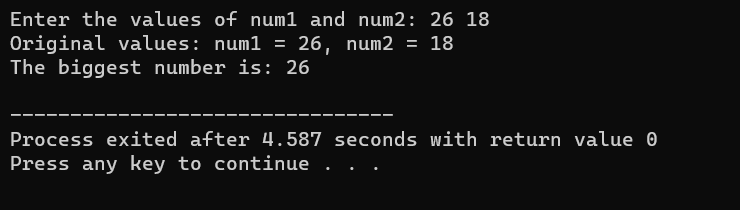 Enter the values of num1 and num2: 26 18
Original values: num1 = 26, num2 = 18
The biggest number is: 26
--------------------------------
Process exited after 4.587 seconds with return value 0
Press any key to continue . . .